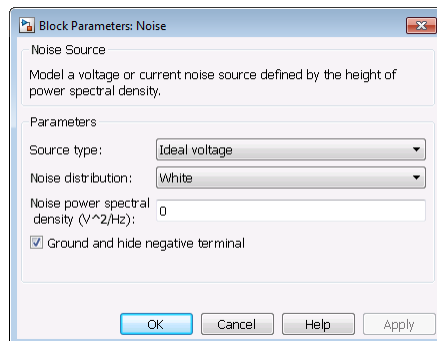 Block Parameters: Noise
Noise Source
Model a voltage or current noise source defined by the height of
power spectral density.
Parameters
Source type: Ideal voltage
Noise distribution: White
Noise power spectral
density (V^2/Hz): 0
Ground and hide negative terminal
OK Cancel Help Apply